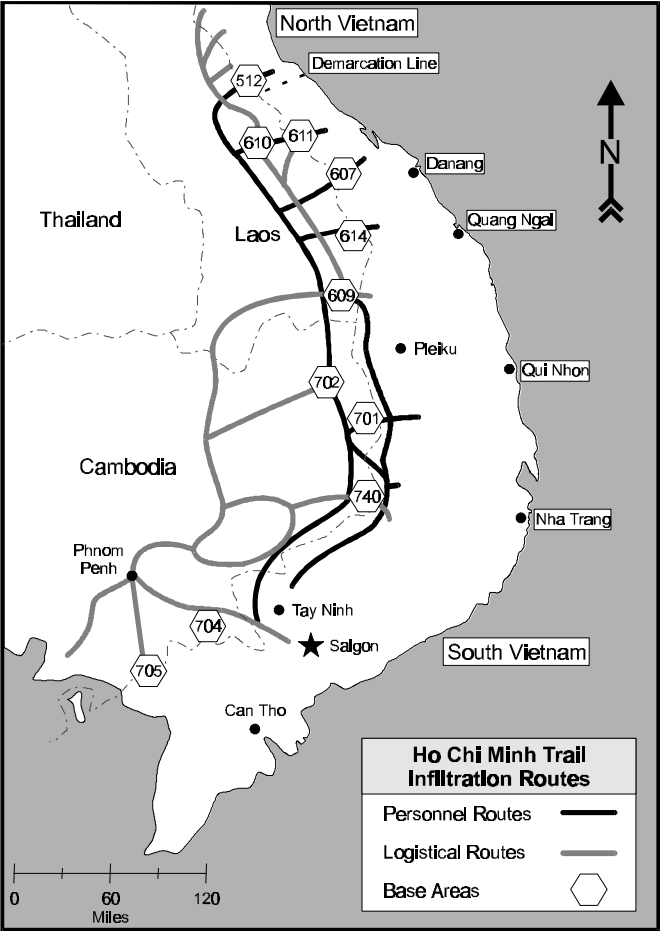 North Vietnam
Demarcation Line
512
610
611
607
N
Danang
Thailand
Laos
614
Quang Ngal
609
Pleiku
Qui Nhon
702
701
Cambodia
740
Nha Trang
Phnom
Penh
Tay Ninh
704
Saigon
South Vietnam
705
Can Tho
Ho Chi Minh Trail
Infiltration Routes
Personnel Routes
Logistical Routes
Base Areas
0 60 120
Miles